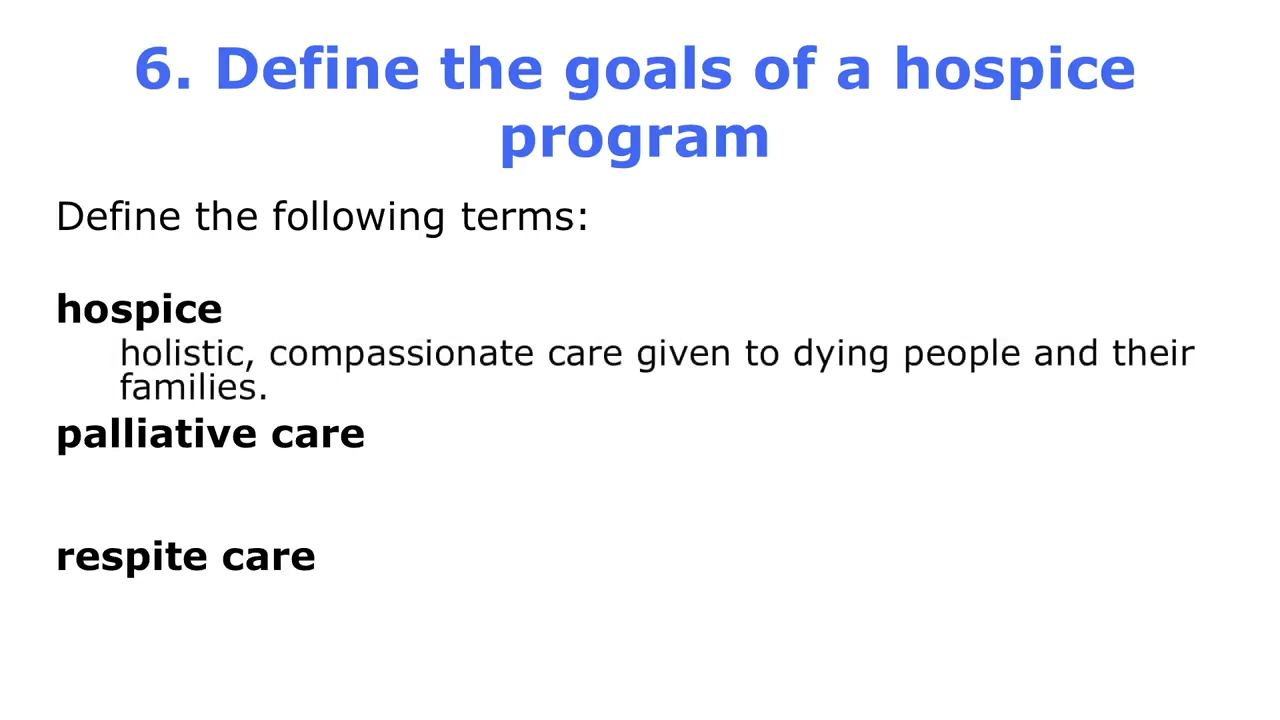 6. Define the goals of a hospice
program
Define the following terms:
hospice
holistic, compassionate care given to dying people and their
families.
palliative care
respite care